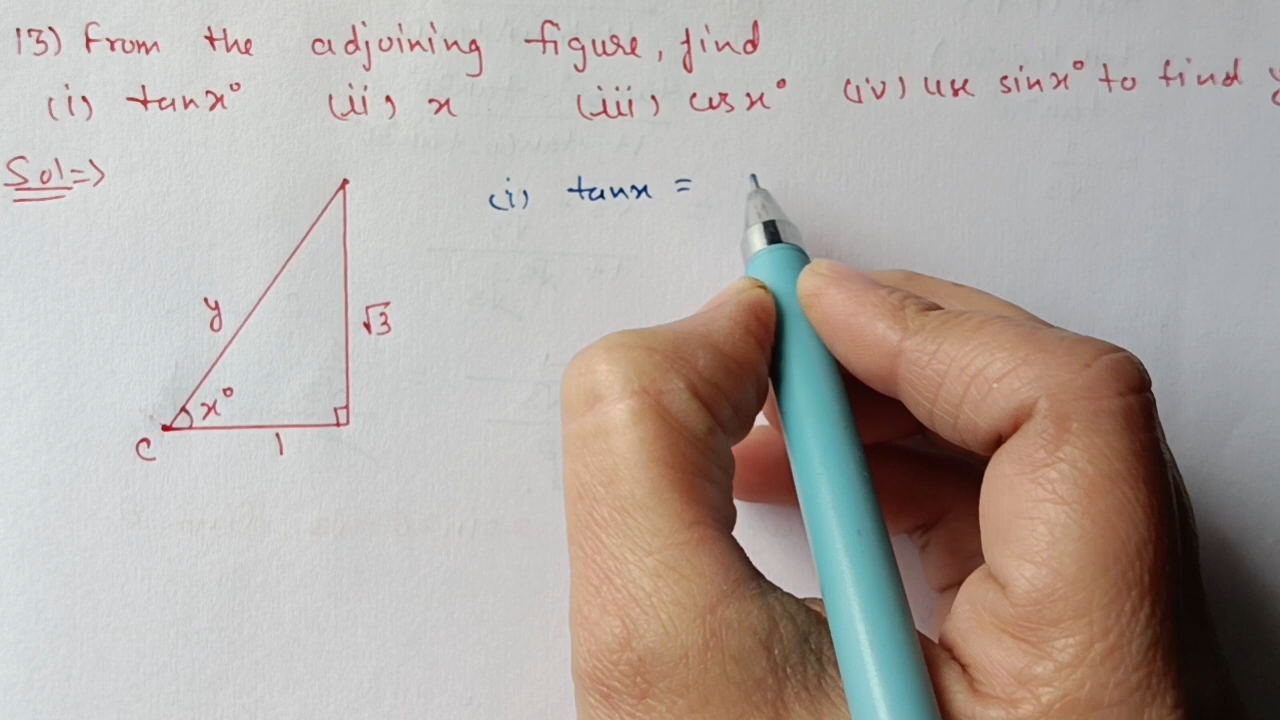 13) From the adjoining figure, find
(i) tanx° (ii) x (iii) cosx° (iv) use sinx° to find y
Sol=>
(i) tanx =
y
√3
x°
C
1